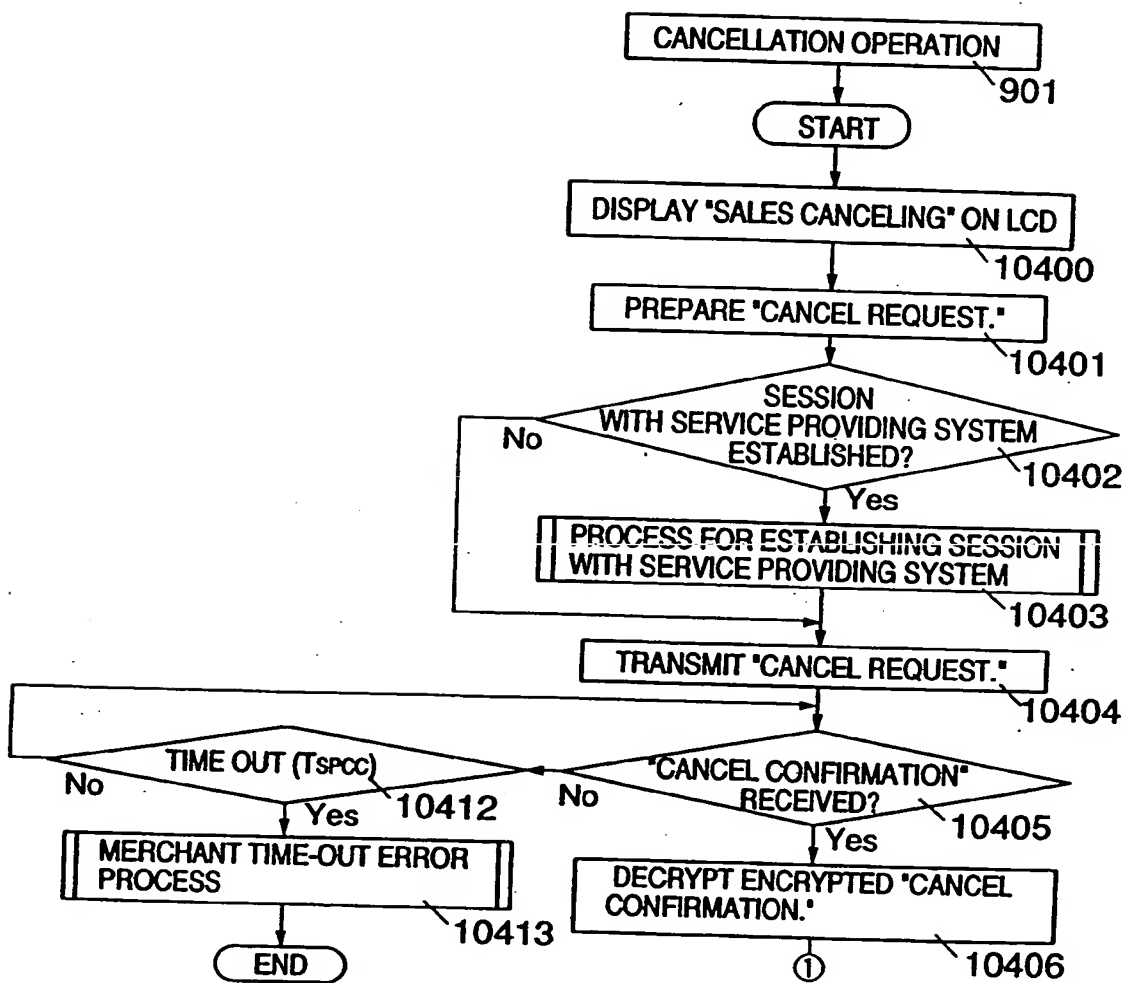 CANCELLATION OPERATION
901
START
DISPLAY "SALES CANCELING" ON LCD
10400
PREPARE "CANCEL REQUEST."
10401
SESSION
WITH SERVICE PROVIDING SYSTEM
ESTABLISHED?
No
10402
Yes
PROCESS FOR ESTABLISHING SESSION
WITH SERVICE PROVIDING SYSTEM
10403
TRANSMIT "CANCEL REQUEST."
10404
TIME OUT (TSPCC)
No
10412
Yes
"CANCEL CONFIRMATION"
RECEIVED?
No
10405
Yes
MERCHANT TIME-OUT ERROR
PROCESS
10413
END
DECRYPT ENCRYPTED "CANCEL
CONFIRMATION."
10406
①